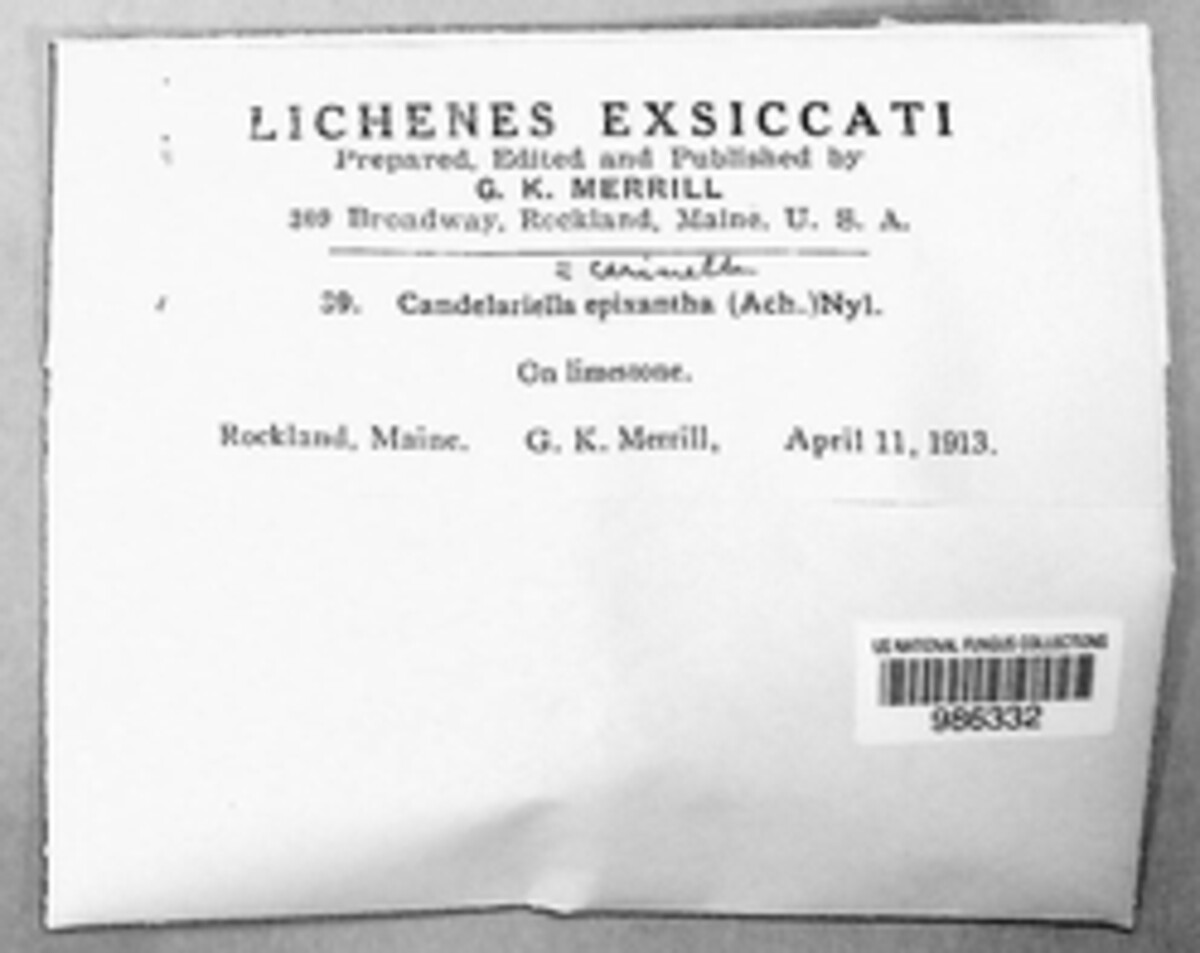 LICHENES EXSICCATI
Prepared, Edited and Published by
G. K. MERRILL
Broadway, Rockland, Maine, U. S. A.
39. Candelariella epixantha (Ach.)Nyl.
On limestone.
Rockland, Maine. G. K. Merrill, April 11, 1913.
US NATIONAL FUNGUS COLLECTIONS
986332